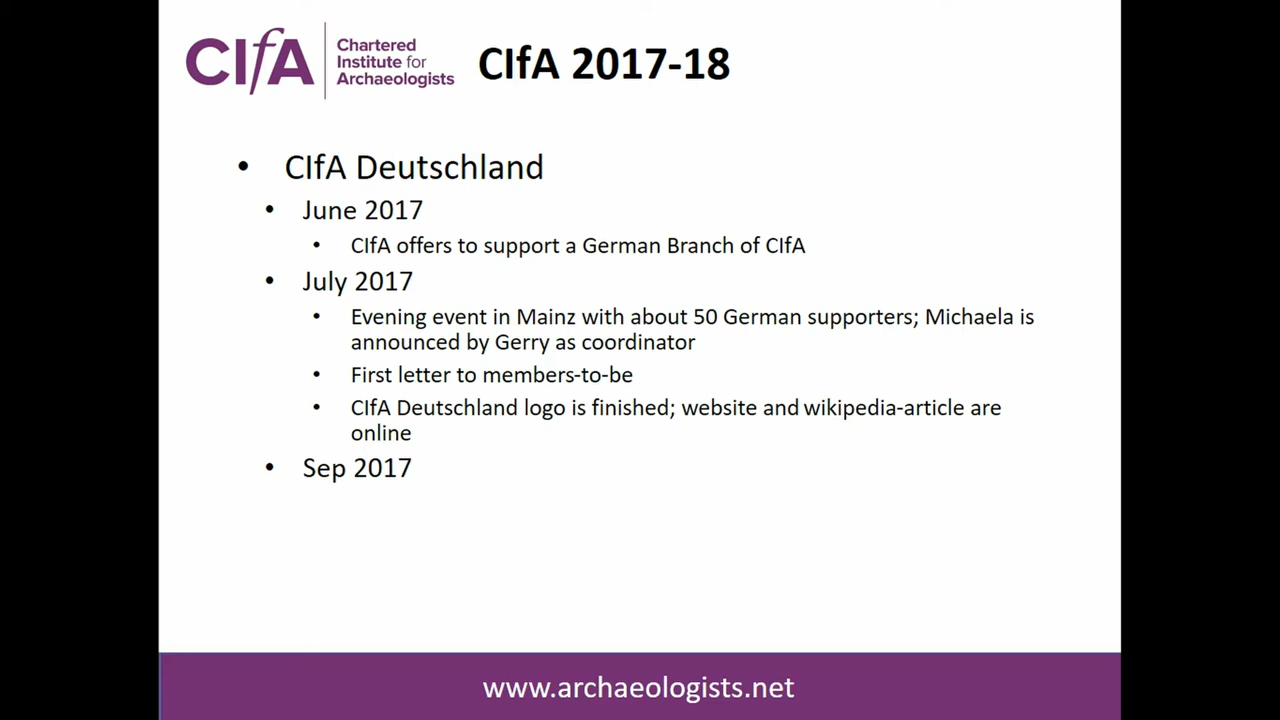 CIfA
Chartered
Institute for
Archaeologists
CIfA 2017-18
• CIfA Deutschland
• June 2017
• CIfA offers to support a German Branch of CIfA
• July 2017
• Evening event in Mainz with about 50 German supporters; Michaela is
announced by Gerry as coordinator
• First letter to members-to-be
• CIfA Deutschland logo is finished; website and wikipedia-article are
online
• Sep 2017
www.archaeologists.net